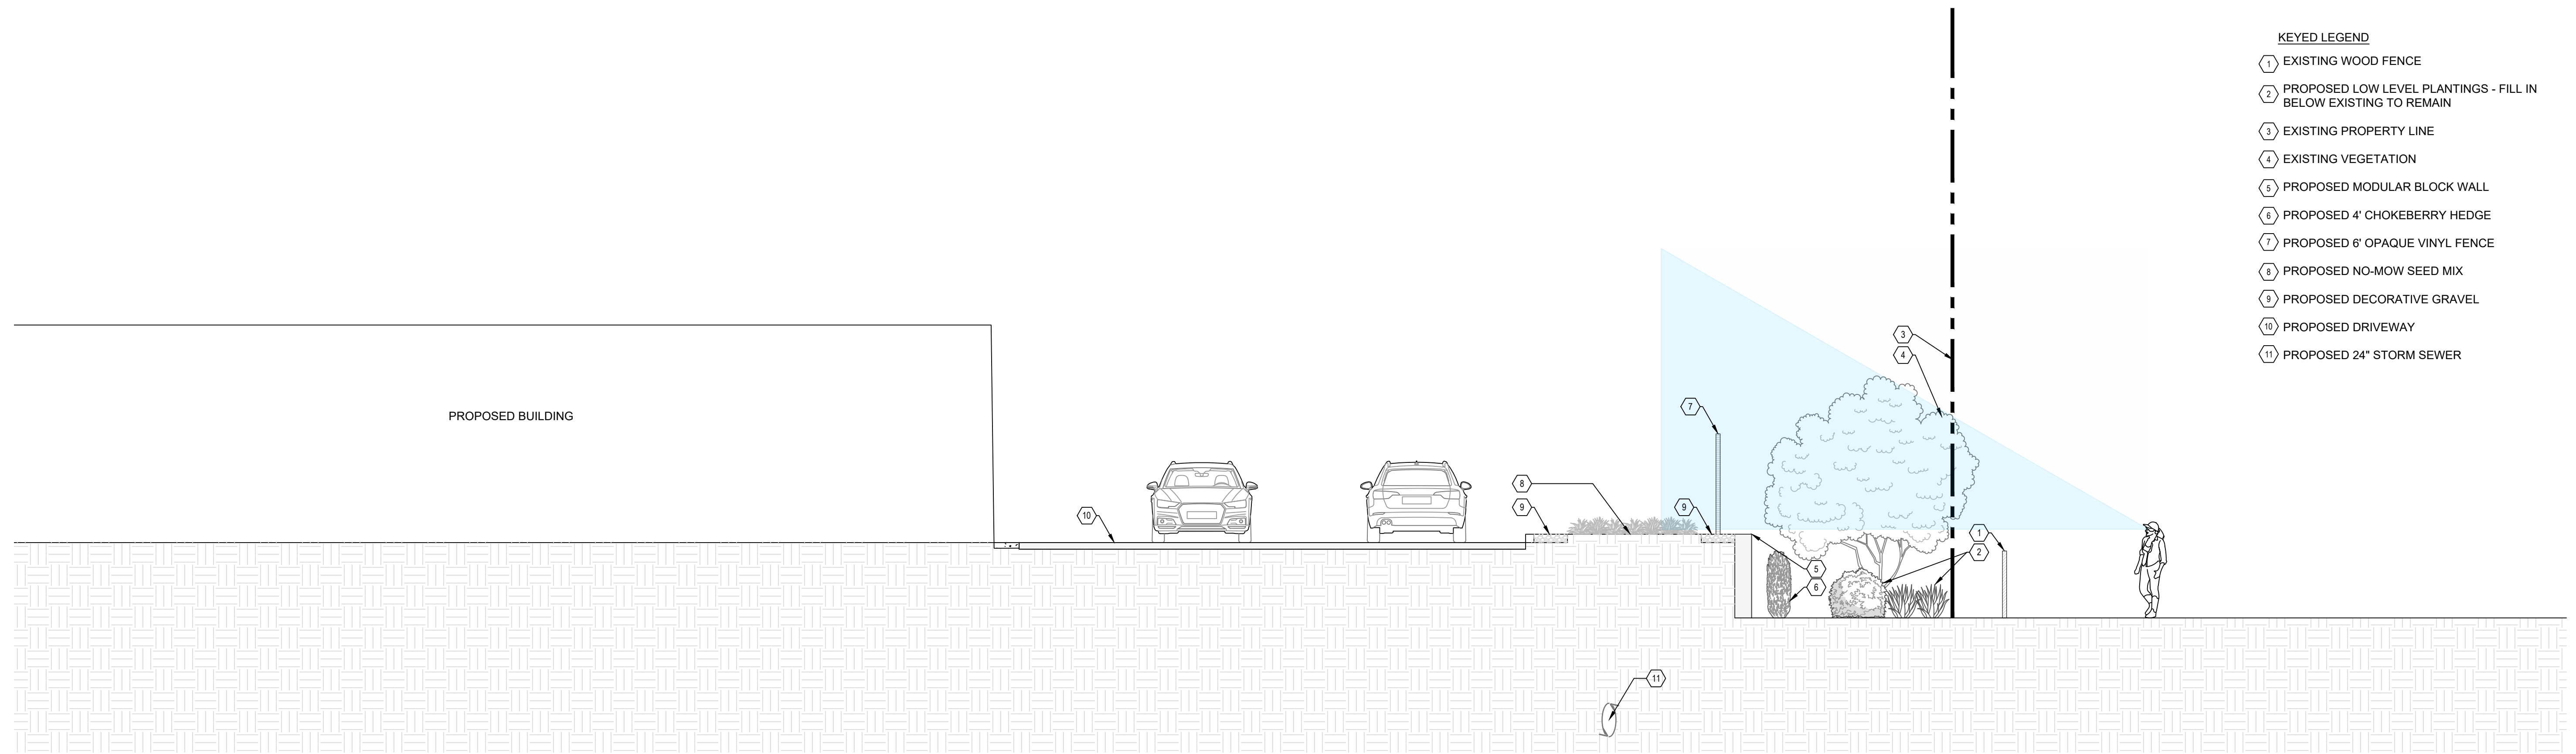 KEYED LEGEND
1 EXISTING WOOD FENCE
2 PROPOSED LOW LEVEL PLANTINGS - FILL IN
BELOW EXISTING TO REMAIN
3 EXISTING PROPERTY LINE
4 EXISTING VEGETATION
5 PROPOSED MODULAR BLOCK WALL
6 PROPOSED 4' CHOKEBERRY HEDGE
7 PROPOSED 6' OPAQUE VINYL FENCE
8 PROPOSED NO-MOW SEED MIX
9 PROPOSED DECORATIVE GRAVEL
10 PROPOSED DRIVEWAY
11 PROPOSED 24" STORM SEWER
3
4
7
PROPOSED BUILDING
8
9
9
10
1
2
5
6
11